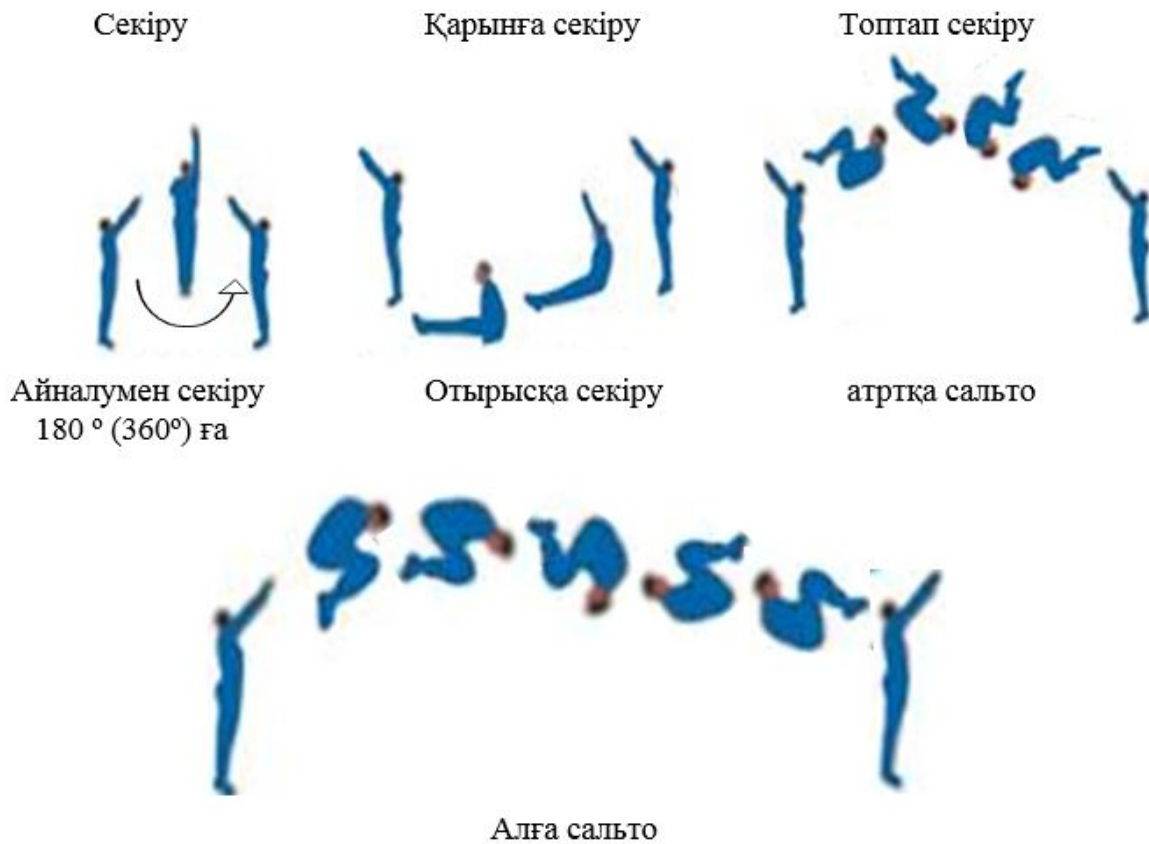 Секіру
Қарынға секіру
Топтап секіру
Айналумен секіру
180 º (360º) ға
Отырысқа секіру
атртқа сальто
Алға сальто